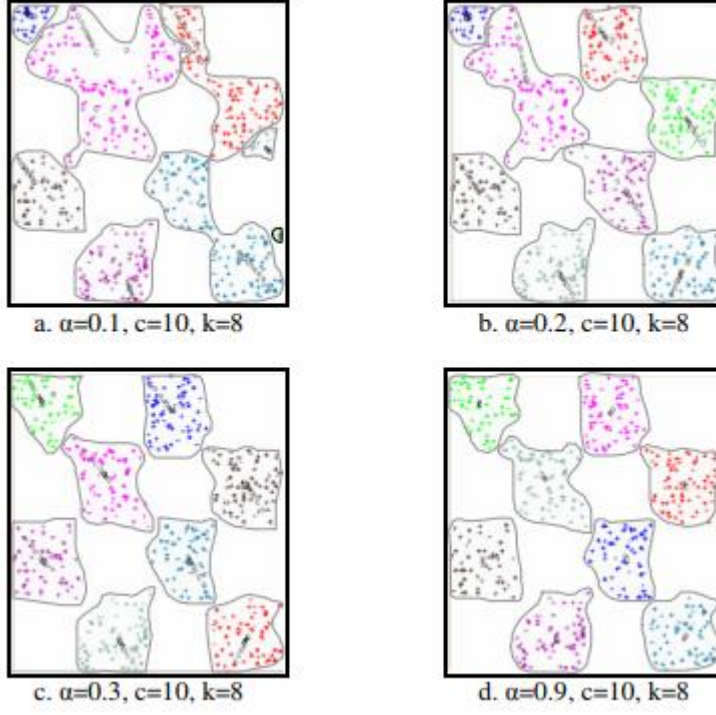 a. α=0.1, c=10, k=8
b. α=0.2, c=10, k=8
c. α=0.3, c=10, k=8
d. α=0.9, c=10, k=8